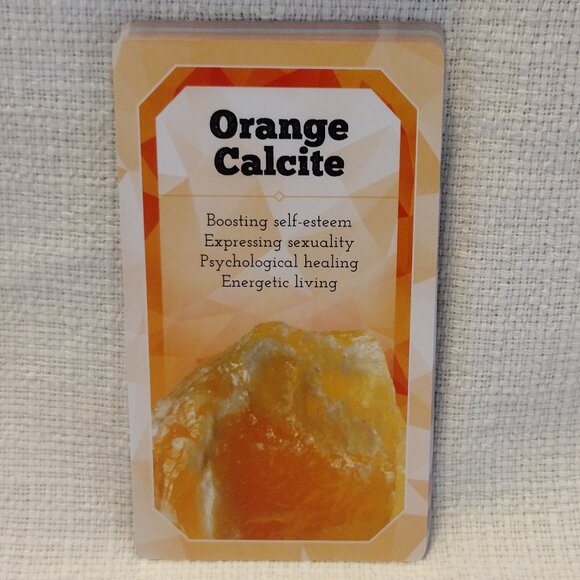 Orange
Calcite
Boosting self-esteem
Expressing sexuality
Psychological healing
Energetic living